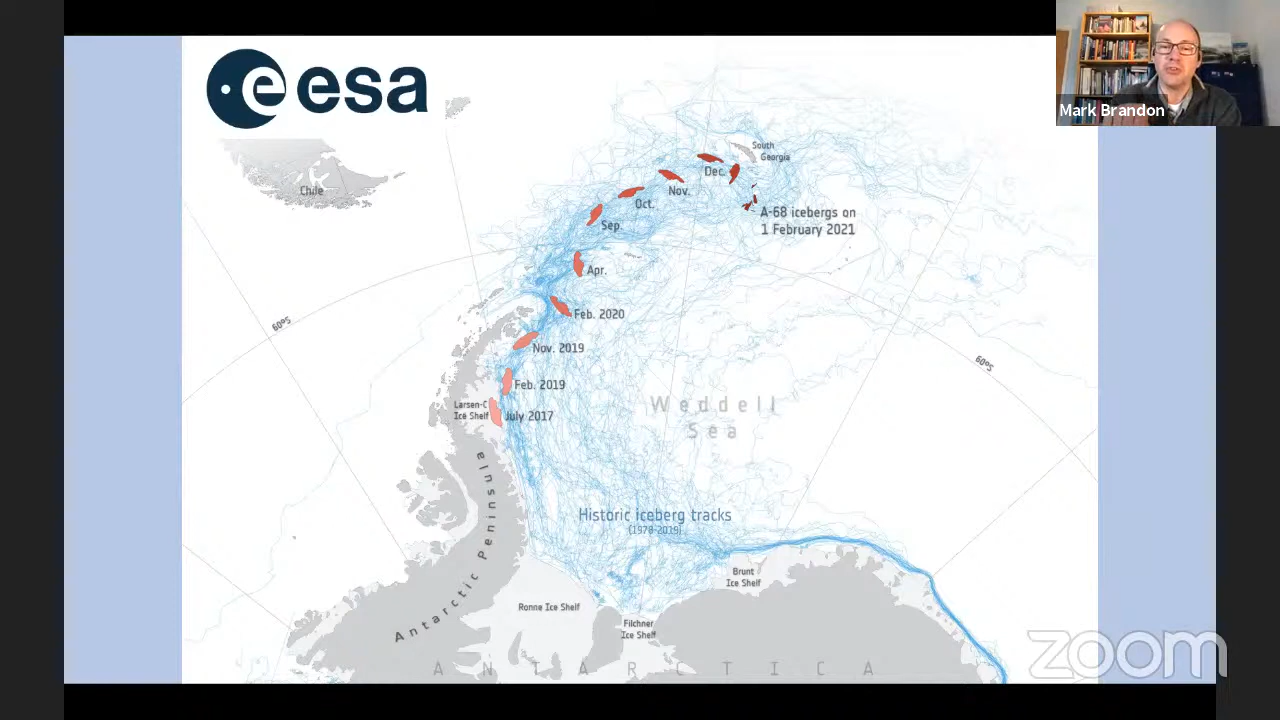 esa
Mark Brandon
South
Georgia
Chile
Dec.
Nov.
Oct.
Sep.
A-68 icebergs on
1 February 2021
Apr.
60ºS
Feb. 2020
Nov. 2019
60ºS
Feb. 2019
Larsen-C
Ice Shelf
July 2017
Weddell
Sea
Antarctic Peninsula
Historic iceberg tracks
(1978-2019)
Brunt
Ice Shelf
Ronne Ice Shelf
Filchner
Ice Shelf
ANTARCTICA
zoom